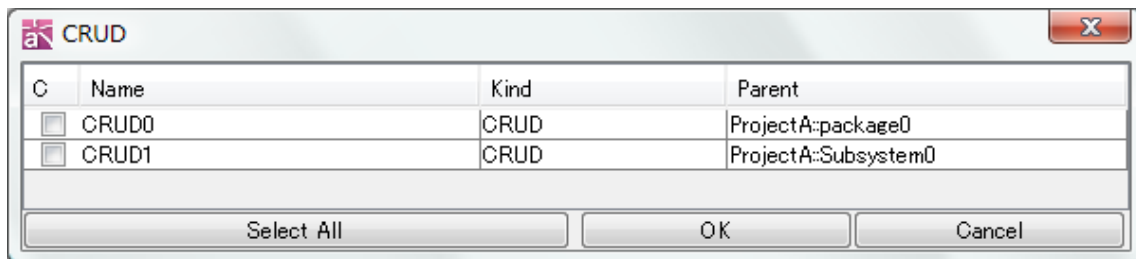 CRUD
C Name Kind Parent
CRUD0 CRUD ProjectA::package0
CRUD1 CRUD ProjectA::Subsystem0
Select All OK Cancel